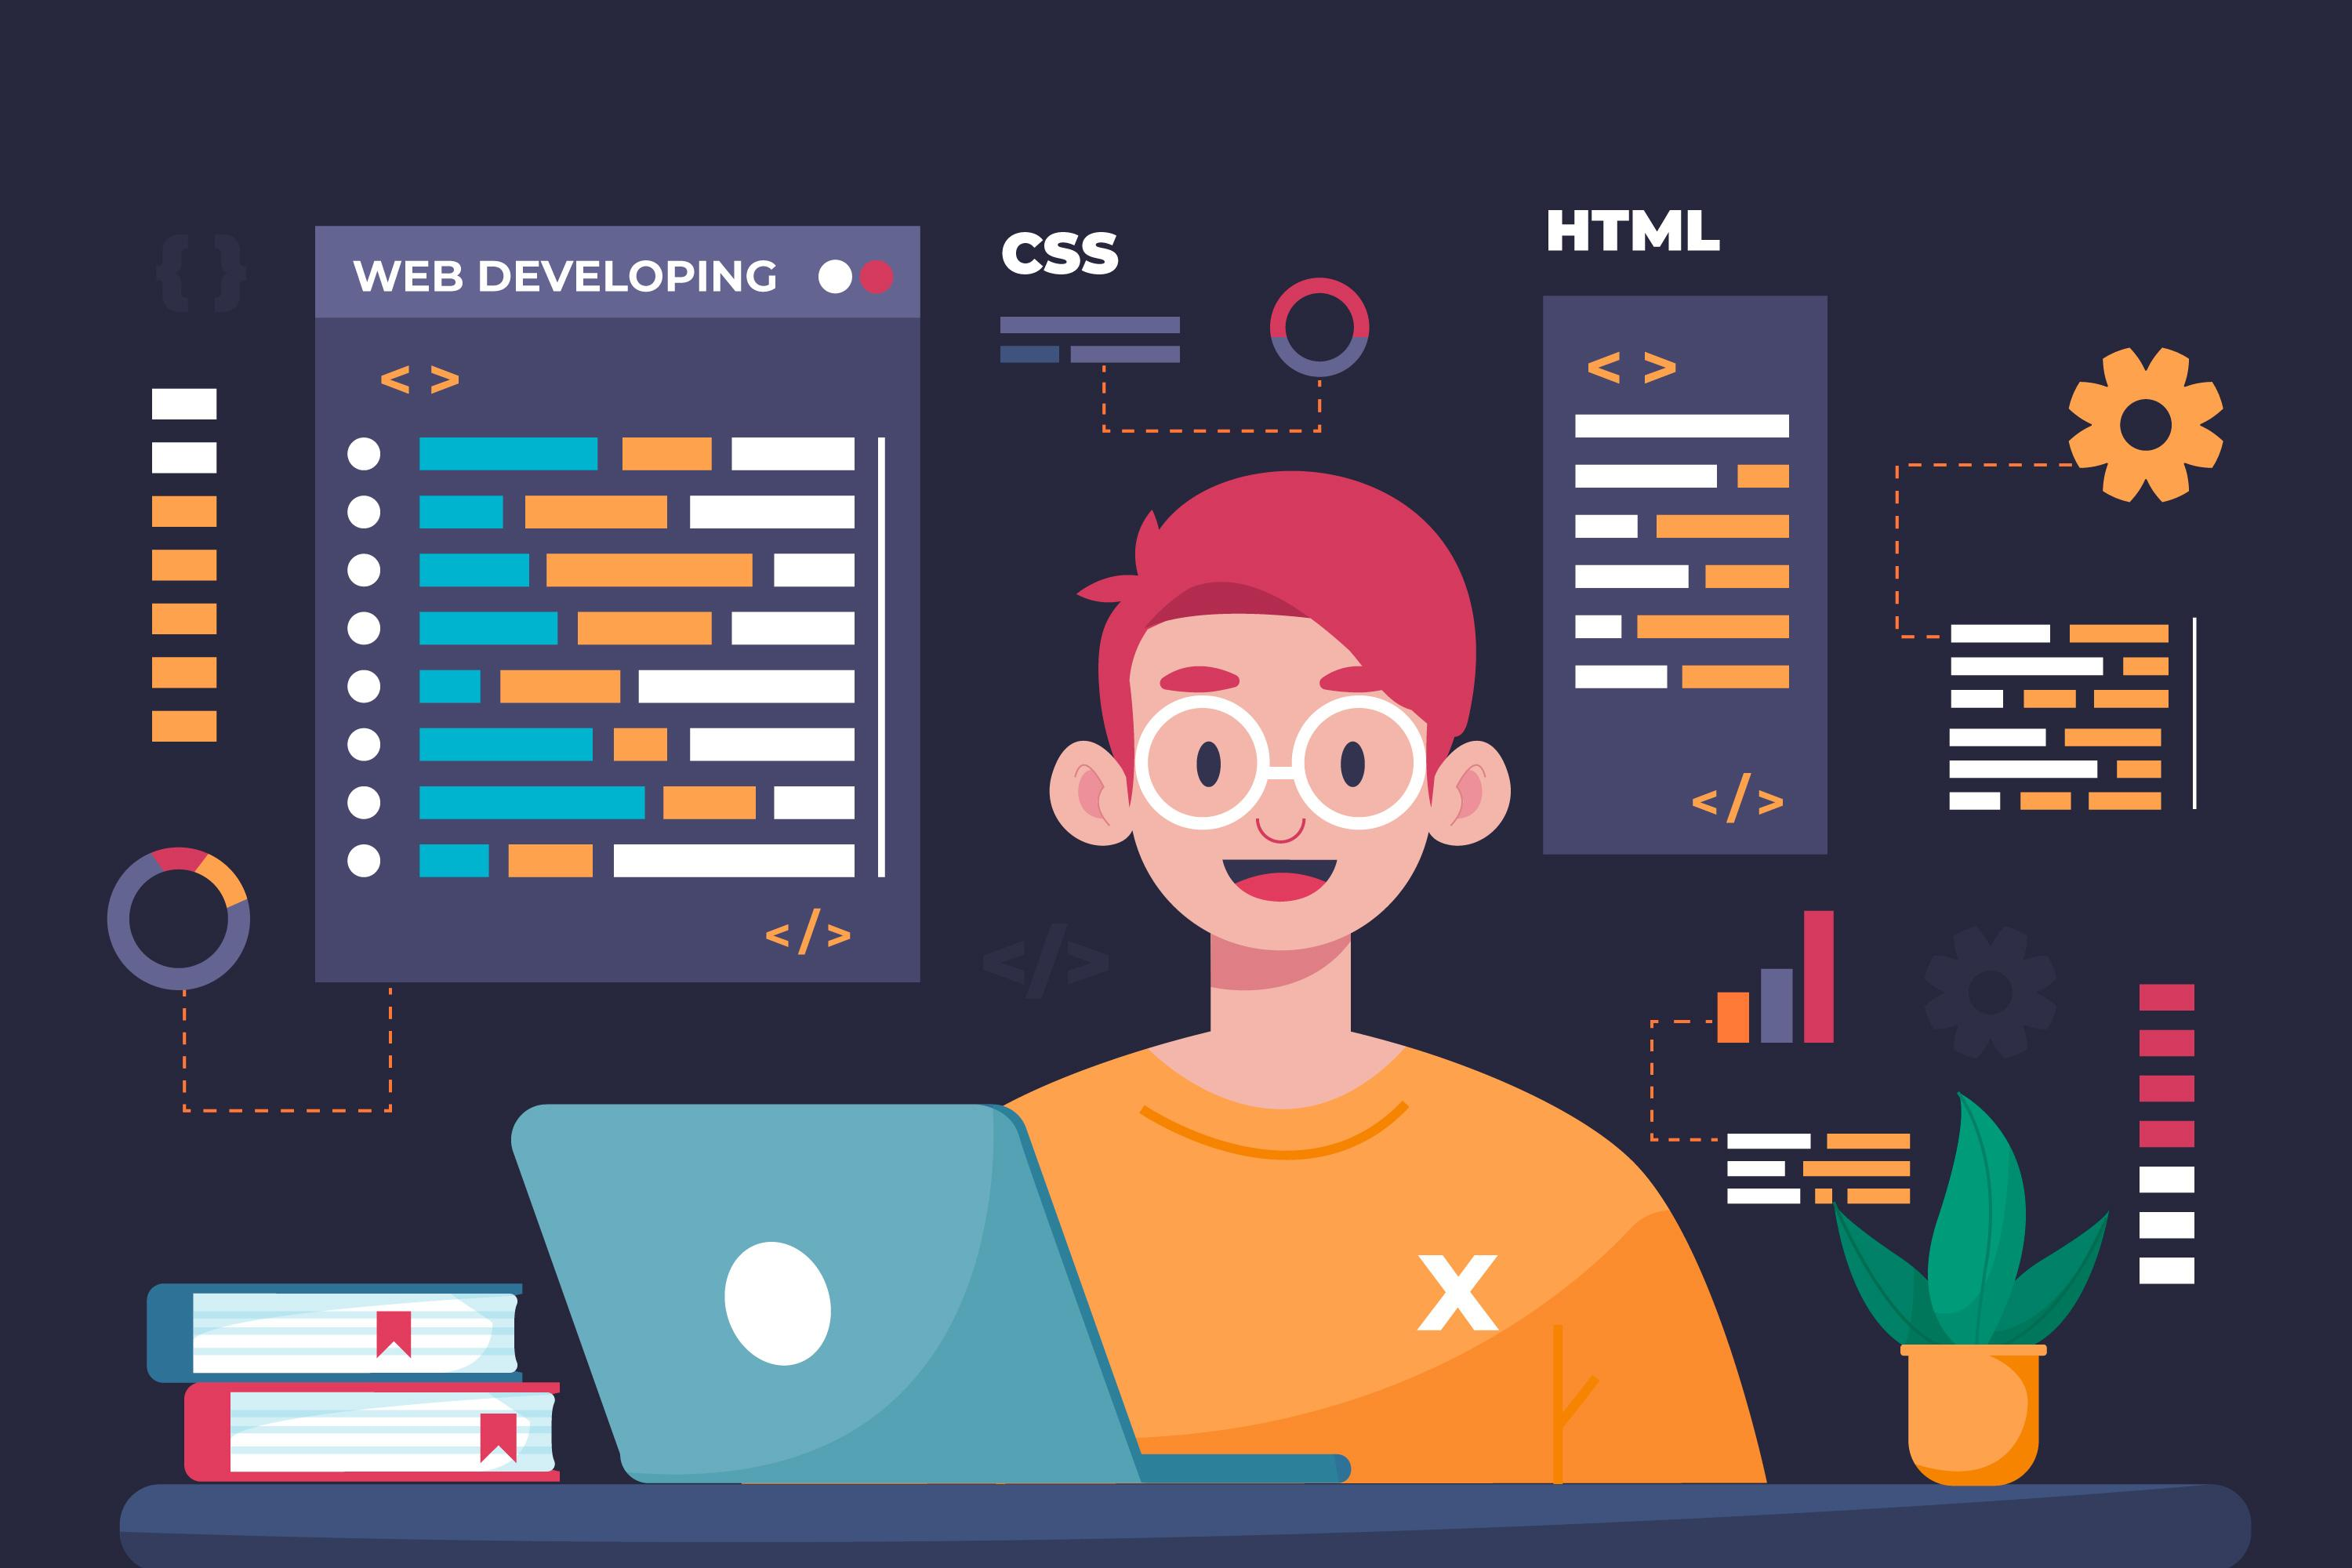 HTML
CSS
WEB DEVELOPING
{ }
< >
< >
</>
</>
</>
X